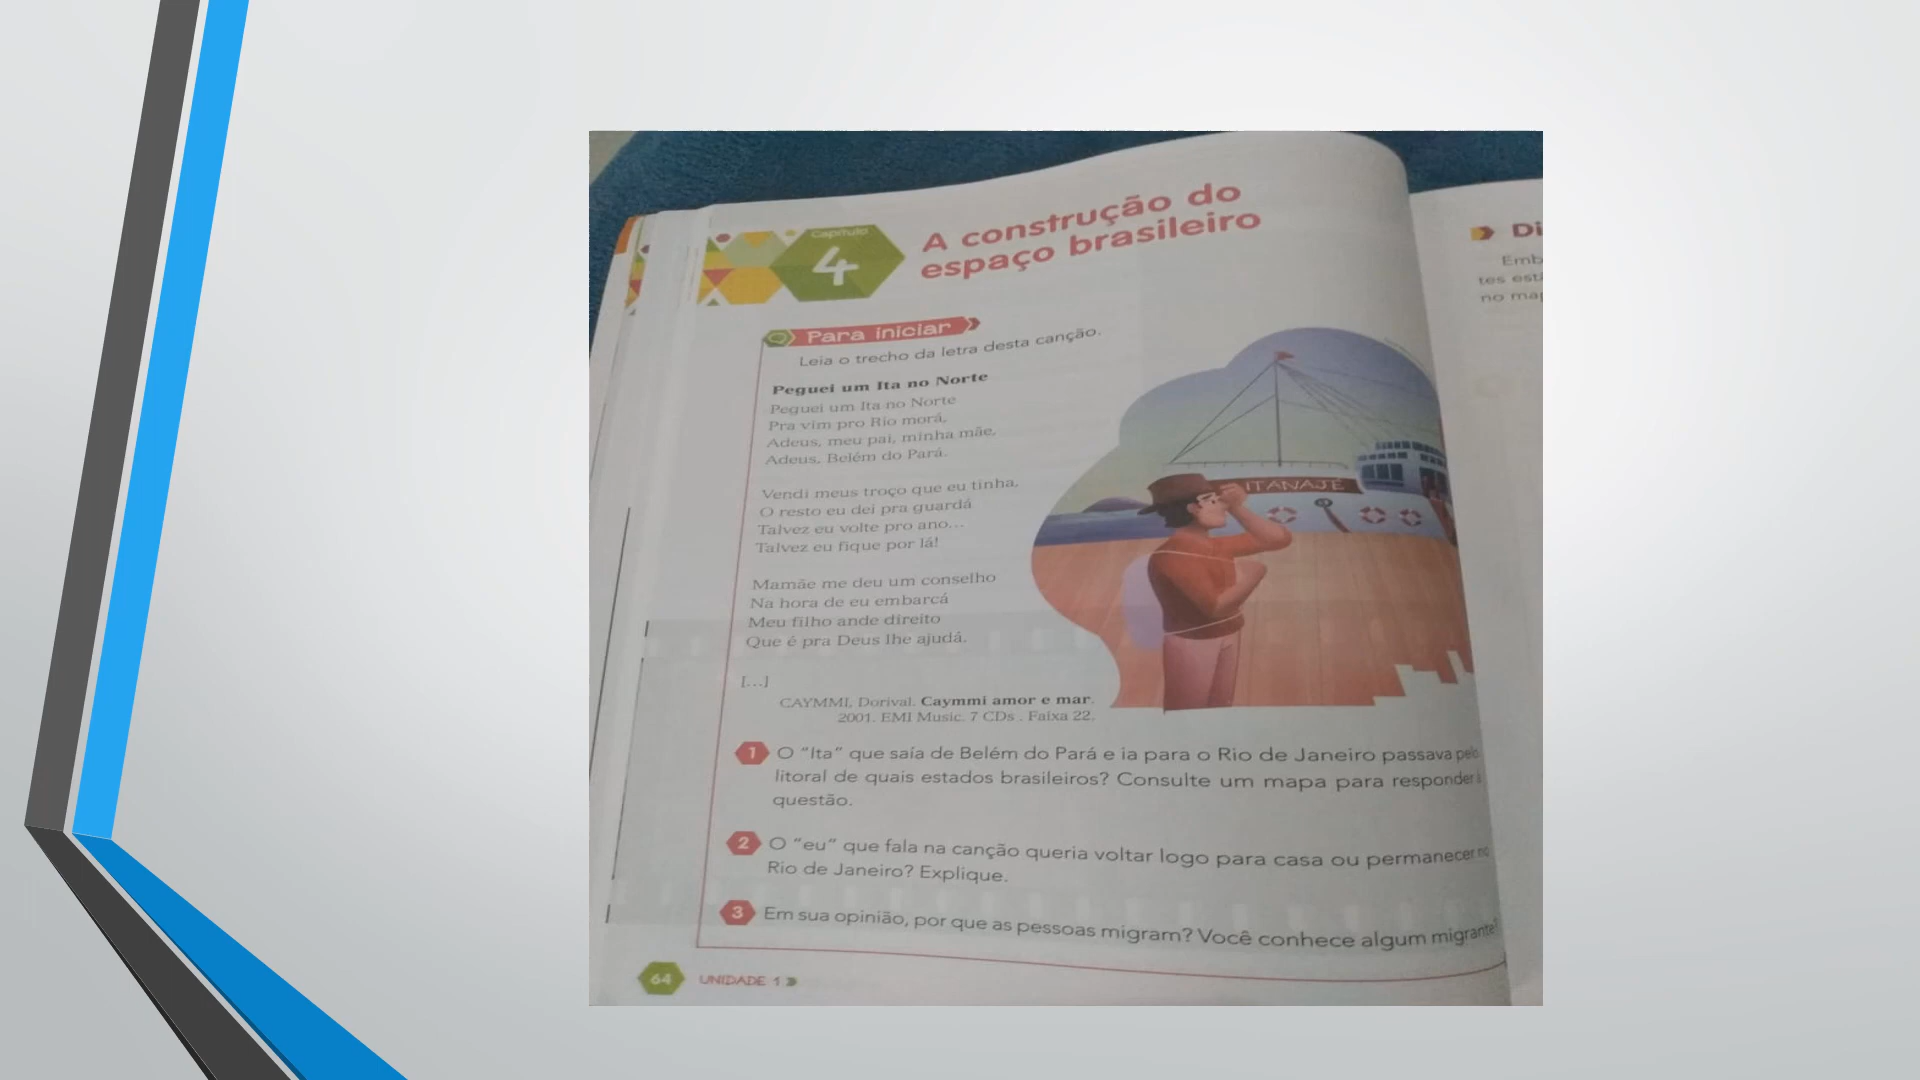 Capítulo
4
A construção do
espaço brasileiro
Para iniciar
Leia o trecho da letra desta canção.
Peguei um Ita no Norte
Peguei um Ita no Norte
Pra vim pro Rio morá,
Adeus, meu pai, minha mãe,
Adeus, Belém do Pará.
Vendi meus troço que eu tinha,
O resto eu dei pra guardá
Talvez eu volte pro ano...
Talvez eu fique por lá!
Mamãe me deu um conselho
Na hora de eu embarcá
Meu filho ande direito
Que é pra Deus lhe ajudá.
[...]
CAYMMI, Dorival. Caymmi amor e mar.
2001. EMI Music. 7 CDs . Faixa 22.
ITANAJÉ
1 O “Ita” que saía de Belém do Pará e ia para o Rio de Janeiro passava pelo
litoral de quais estados brasileiros? Consulte um mapa para responder à
questão.
2 O “eu” que fala na canção queria voltar logo para casa ou permanecer no
Rio de Janeiro? Explique.
3 Em sua opinião, por que as pessoas migram? Você conhece algum migrante?
64 UNIDADE 1
Di
Emb
tes est
no ma